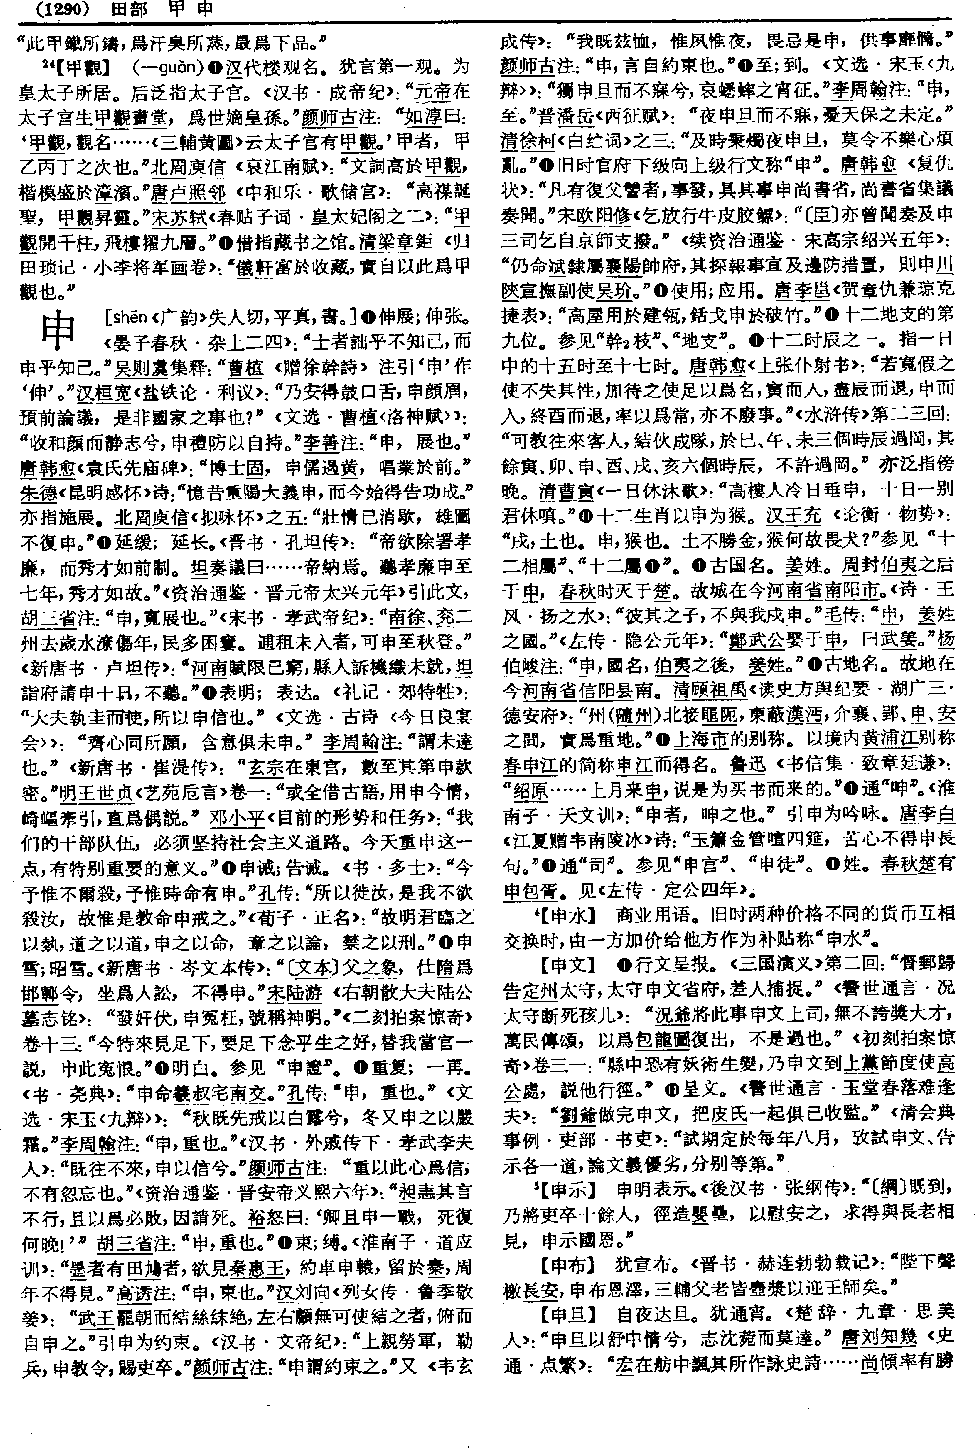 (1290) 田部 甲申
“此甲鐵所鑄，爲汗臭所蒸，最爲下品。”
²⁴【甲觀】 (—guàn)❶汉代楼观名。犹言第一观。为
皇太子所居。后泛指太子宫。《汉书·成帝纪》：“元帝在
太子宫生甲觀畫堂，爲世嫡皇孫。”颜师古注：“如淳曰：
‘甲觀，觀名……《三輔黄圖》云太子宫有甲觀。’甲者，甲
乙丙丁之次也。”北周庾信《哀江南赋》：“文詞高於甲觀，
楷模盛於漳濱。”唐卢照邻《中和乐·歌储宫》：“高禖誕
聖，甲觀昇靈。”宋苏轼《春贴子词·皇太妃阁之二》：“甲
觀開千柱，飛樓擢九層。”❷借指藏书之馆。清梁章鉅《归
田琐记·小李将军画卷》：“儀軒富於收藏，實自以此爲甲
觀也。”
申 [shēn《广韵》失人切，平真，書。]❶伸展；伸张。
《晏子春秋·杂上二四》：“士者詘乎不知己，而
申乎知己。”吴则虞集释：“曹植《贈徐幹詩》注引‘申’作
‘伸’。”汉桓宽《盐铁论·利议》：“乃安得鼓口舌，申顔眉，
預前論議，是非國家之事也？”《文选·曹植〈洛神赋〉》：
“收和顔而静志兮，申禮防以自持。”李善注：“申，展也。”
唐韩愈《袁氏先庙碑》：“博士固，申儒遏黄，唱業於前。”
朱德《昆明感怀》诗：“憶昔重陽大義申，而今始得告功成。”
亦指施展。北周庾信《拟咏怀》之五：“壯情已消歇，雄圖
不復申。”❷延缓；延长。《晋书·孔坦传》：“帝欲除署孝
廉，而秀才如前制。坦奏議曰……帝納焉。聽孝廉申至
七年，秀才如故。”《资治通鉴·晋元帝太兴元年》引此文，
胡三省注：“申，寬展也。”《宋书·孝武帝纪》：“南徐、兖二
州去歲水潦傷年，民多困窶。逋租未入者，可申至秋登。”
《新唐书·卢坦传》：“河南賦限已窮，縣人訴機織未就，坦
詣府請申十日，不聽。”❸表明；表达。《礼记·郊特牲》：
“大夫執圭而使，所以申信也。”《文选·古诗〈今日良宴
会〉》：“齊心同所願，含意俱未申。”李周翰注：“謂未達
也。”《新唐书·崔湜传》：“玄宗在東宫，數至其第申款
密。”明王世贞《艺苑卮言》卷一：“或全借古語，用申今情，
崎嶇牽引，直爲偶説。”邓小平《目前的形势和任务》：“我
们的干部队伍，必须坚持社会主义道路。今天重申这一
点，有特别重要的意义。”❹申诫；告诫。《书·多士》：“今
予惟不爾殺，予惟時命有申。”孔传：“所以徙汝，是我不欲
殺汝，故惟是教命申戒之。”《荀子·正名》：“故明君臨之
以埶，道之以道，申之以命，章之以論，禁之以刑。”❺申
雪；昭雪。《新唐书·岑文本传》：“〔文本〕父之象，仕隋爲
邯鄲令，坐爲人訟，不得申。”宋陆游《右朝散大夫陆公
墓志铭》：“發奸伏，申冤枉，號稱神明。”《二刻拍案惊奇》
卷十三：“今特來見足下，要足下念平生之好，替我當官一
説，申此冤恨。”❻明白。参见“申證”。❼重复；一再。
《书·尧典》：“申命羲叔宅南交。”孔传：“申，重也。”《文
选·宋玉〈九辩〉》：“秋既先戒以白露兮，冬又申之以嚴
霜。”李周翰注：“申，重也。”《汉书·外戚传下·孝武李夫
人》：“既往不來，申以信兮。”颜师古注：“重以此心爲信，
不有忽忘也。”《资治通鉴·晋安帝义熙六年》：“昶恚其言
不行，且以爲必敗，因請死。裕怒曰：‘卿且申一戰，死復
何晚！’”胡三省注：“申，重也。”❽束；缚。《淮南子·道应
训》：“墨者有田鳩者，欲見秦惠王，約車申轅，留於秦，周
年不得見。”高诱注：“申，束也。”汉刘向《列女传·鲁季敬
姜》：“武王罷朝而結絲絑絶，左右顧無可使結之者，俯而
自申之。”引申为约束。《汉书·文帝纪》：“上親勞軍，勒
兵，申教令，賜吏卒。”颜师古注：“申謂約束之。”又《韦玄
成传》：“我既兹恤，惟夙惟夜，畏忌是申，供事靡憜。”
颜师古注：“申，言自約束也。”❾至；到。《文选·宋玉〈九
辩〉》：“獨申旦而不寐兮，哀蟋蟀之宵征。”李周翰注：“申，
至。”晋潘岳《西征赋》：“夜申旦而不寐，憂天保之未定。”
清徐柯《白纻词》之三：“及時秉燭夜申旦，莫令不樂心煩
亂。”❿旧时官府下级向上级行文称“申”。唐韩愈《复仇
状》：“凡有復父讐者，事發，具其事申尚書省，尚書省集議
奏聞。”宋欧阳修《乞放行牛皮胶鳔》：“〔臣〕亦曾聞奏及申
三司乞自京師支撥。”《续资治通鉴·宋高宗绍兴五年》：
“仍命泌隸屬襄陽帥府，其探報事宜及邊防措置，則申川
陝宣撫副使吴玠。”⓫使用；应用。唐李邕《贺章仇兼琼克
捷表》：“高屋用於建瓴，銛戈申於破竹。”⓬十二地支的第
九位。参见“幹²枝”、“地支”。⓭十二时辰之一。指一日
中的十五时至十七时。唐韩愈《上张仆射书》：“若寬假之
使不失其性，加待之使足以爲名，寅而入，盡辰而退，申而
入，終酉而退，率以爲常，亦不廢事。”《水浒传》第二三回：
“可教往來客人，結伙成隊，於巳、午、未三個時辰過岡，其
餘寅、卯、申、酉、戌、亥六個時辰，不許過岡。”亦泛指傍
晚。清曹寅《一日休沐歌》：“高樓人冷日垂申，十日一别
君休嗔。”⓮十二生肖以申为猴。汉王充《论衡·物势》：
“戌，土也。申，猴也。土不勝金，猴何故畏犬？”参见“十
二相屬”、“十二屬❶”。⓯古国名。姜姓。周封伯夷之后
于申，春秋时灭于楚。故城在今河南省南阳市。《诗·王
风·扬之水》：“彼其之子，不與我戍申。”毛传：“申，姜姓
之國。”《左传·隐公元年》：“鄭武公娶于申，曰武姜。”杨
伯峻注：“申，國名，伯夷之後，姜姓。”⓰古地名。故地在
今河南省信阳县南。清顾祖禹《读史方舆纪要·湖广三·
德安府》：“州(隨州)北接黽阨，東蔽漢沔，介襄、郢、申、安
之間，實爲重地。”⓱上海市的别称。以境内黄浦江别称
春申江的简称申江而得名。鲁迅《书信集·致章廷谦》：
“绍原……上月来申，说是为买书而来的。”⓲通“呻”。《淮
南子·天文训》：“申者，呻之也。”引申为吟咏。唐李白
《江夏赠韦南陵冰》诗：“玉簫金管喧四筵，苦心不得申長
句。”⓳通“司”。参见“申宫”、“申徒”。⓴姓。春秋楚有
申包胥。见《左传·定公四年》。
⁴【申水】 商业用语。旧时两种价格不同的货币互相
交换时，由一方加价给他方作为补贴称“申水”。
【申文】 ❶行文呈报。《三国演义》第二回：“督郵歸
告定州太守，太守申文省府，差人捕捉。”《警世通言·况
太守断死孩儿》：“況爺將此事申文上司，無不誇獎大才，
萬民傳頌，以爲包龍圖復出，不是過也。”《初刻拍案惊
奇》卷三一：“縣中恐有妖術生變，乃申文到上黨節度使高
公處，説他行徑。”❷呈文。《警世通言·玉堂春落难逢
夫》：“劉爺做完申文，把皮氏一起俱已收監。”《清会典
事例·吏部·书吏》：“試期定於每年八月，攷試申文、告
示各一道，論文義優劣，分别等第。”
⁵【申示】 申明表示。《後汉书·张纲传》：“〔綱〕既到，
乃將吏卒十餘人，徑造嬰壘，以慰安之，求得與長老相
見，申示國恩。”
【申布】 犹宣布。《晋书·赫连勃勃载记》：“陛下聲
檄長安，申布恩澤，三輔父老皆壺漿以迎王師矣。”
【申旦】 自夜达旦。犹通宵。《楚辞·九章·思美
人》：“申旦以舒中情兮，志沈菀而莫達。”唐刘知幾《史
通·点繁》：“宏在舫中諷其所作詠史詩……尚傾率有勝